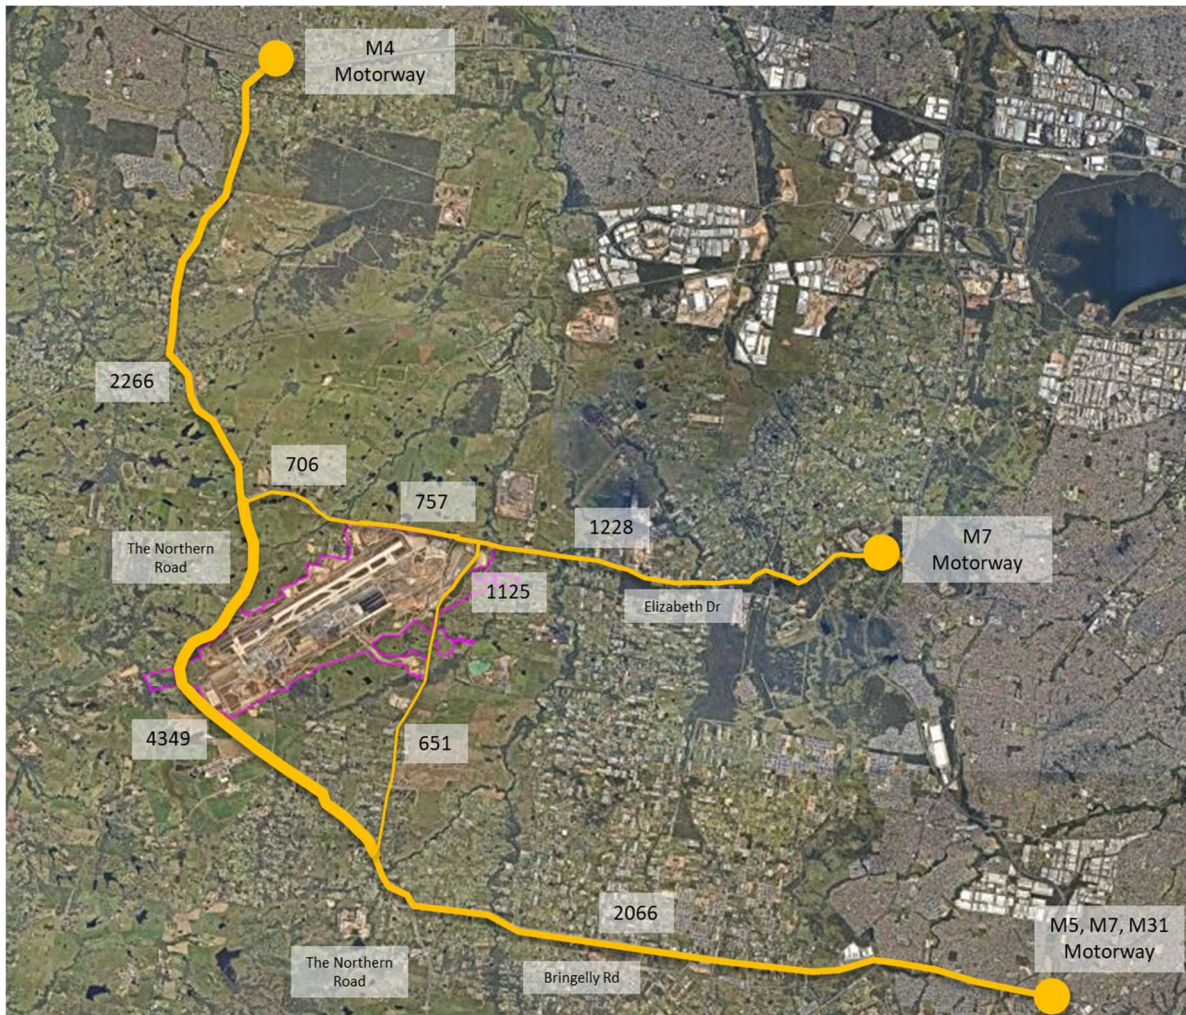 M4
Motorway
2266
706
757
1228
M7
Motorway
The Northern
Road
1125
Elizabeth Dr
4349
651
2066
M5, M7, M31
Motorway
The Northern
Road
Bringelly Rd